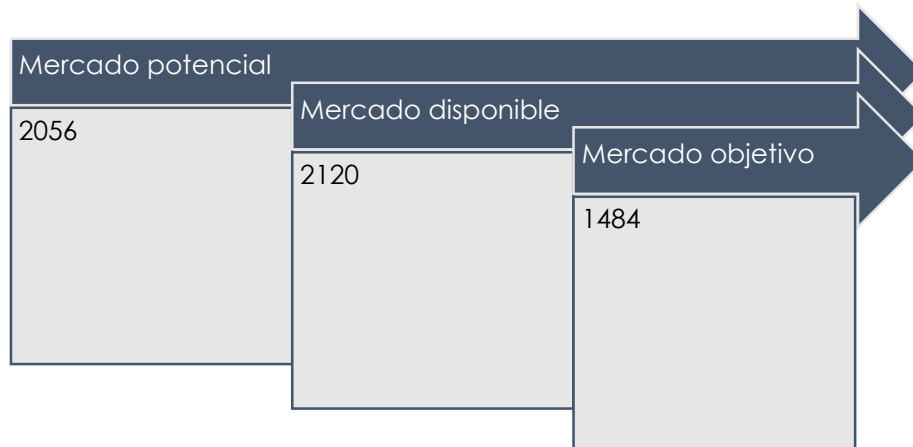 Mercado potencial
2056
Mercado disponible
2120
Mercado objetivo
1484